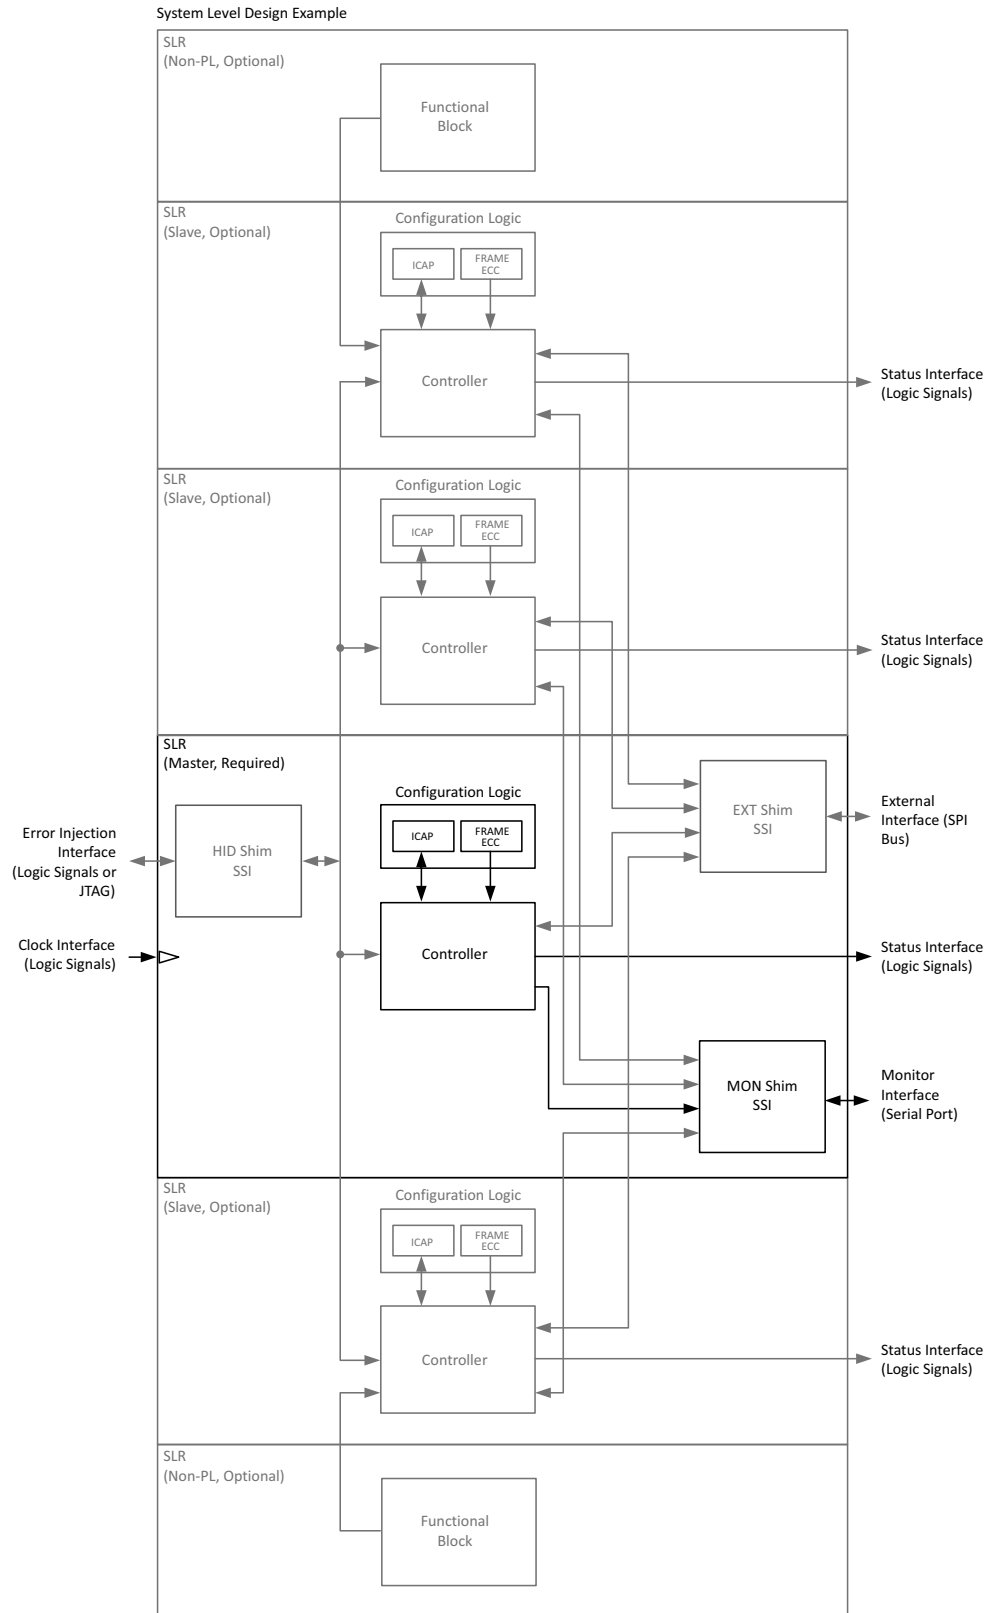 System Level Design Example
SLR
(Non-PL, Optional)
Functional
Block
SLR
(Slave, Optional)
Configuration Logic
ICAP
FRAME
ECC
Controller
Status Interface
(Logic Signals)
SLR
(Slave, Optional)
Configuration Logic
ICAP
FRAME
ECC
Controller
Status Interface
(Logic Signals)
SLR
(Master, Required)
Configuration Logic
ICAP
FRAME
ECC
EXT Shim
SSI
External
Interface (SPI
Bus)
Error Injection
Interface
(Logic Signals or
JTAG)
HID Shim
SSI
Clock Interface
(Logic Signals)
Controller
Status Interface
(Logic Signals)
MON Shim
SSI
Monitor
Interface
(Serial Port)
SLR
(Slave, Optional)
Configuration Logic
ICAP
FRAME
ECC
Controller
Status Interface
(Logic Signals)
SLR
(Non-PL, Optional)
Functional
Block